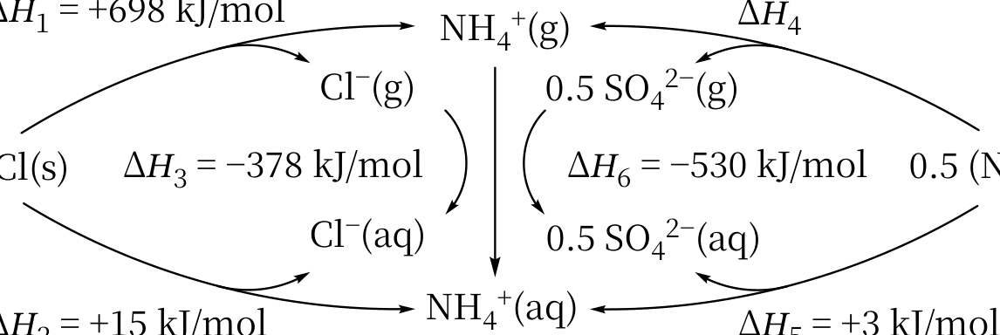 ΔH₁ = +698 kJ/mol
NH₄⁺(g)
ΔH₄
Cl⁻(g)
0.5 SO₄²⁻(g)
Cl(s)
ΔH₃ = −378 kJ/mol
ΔH₆ = −530 kJ/mol
0.5 (N
Cl⁻(aq)
0.5 SO₄²⁻(aq)
NH₄⁺(aq)
ΔH₂ = +15 kJ/mol
ΔH₅ = +3 kJ/mol